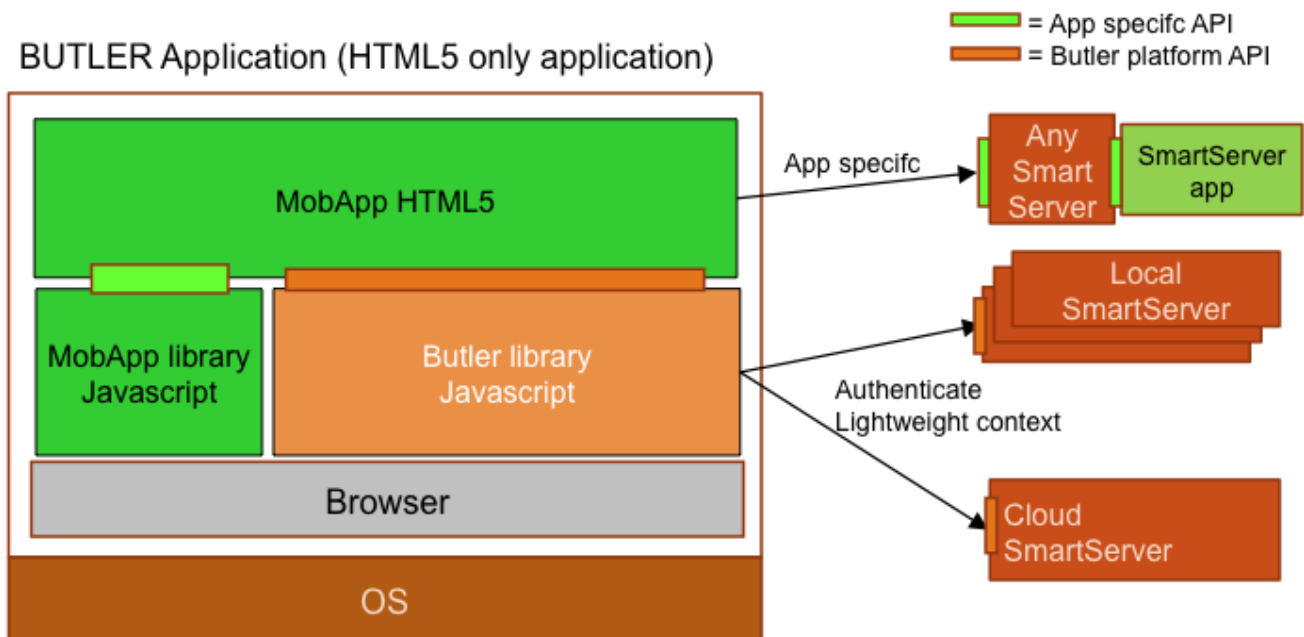 = App specifc API
= Butler platform API
BUTLER Application (HTML5 only application)
MobApp HTML5
App specifc
Any
Smart
Server
SmartServer
app
MobApp library
Javascript
Butler library
Javascript
Local
SmartServer
Authenticate
Lightweight context
Browser
Cloud
SmartServer
OS